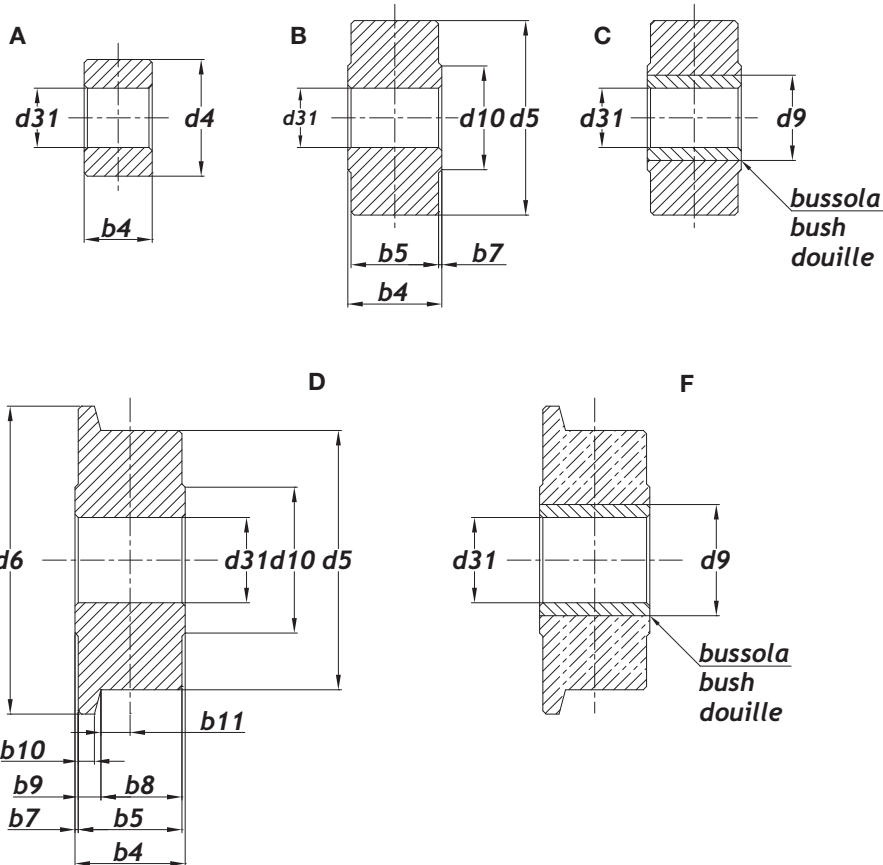 A
B
C
d31
d4
d31
d10
d5
d31
d9
b4
b5
b7
b4
bussola
bush
douille
D
F
d6
d31
d10
d5
d31
d9
bussola
bush
douille
b11
b10
b9
b8
b7
b5
b4